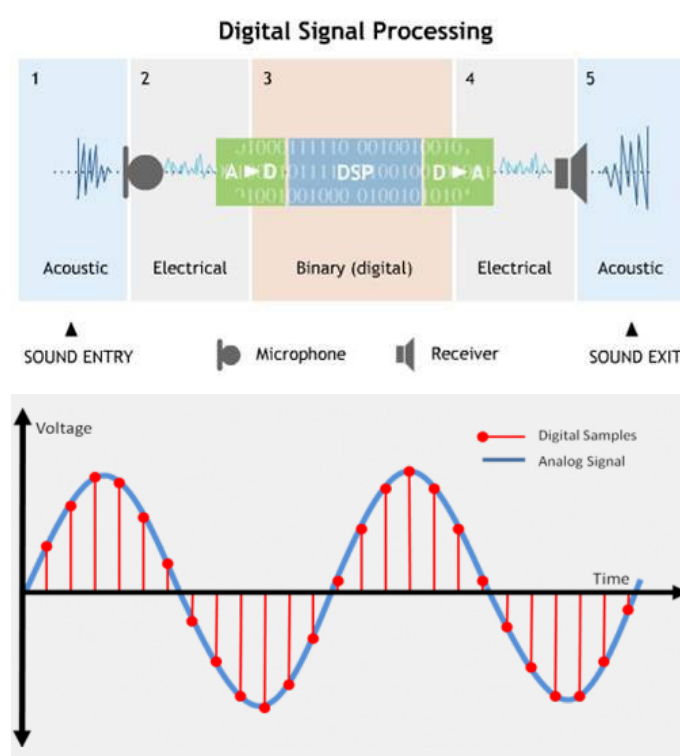 Digital Signal Processing
1 2 3 4 5
A D DSP D A
Acoustic Electrical Binary (digital) Electrical Acoustic
SOUND ENTRY Microphone Receiver SOUND EXIT
Voltage
Digital Samples
Analog Signal
Time